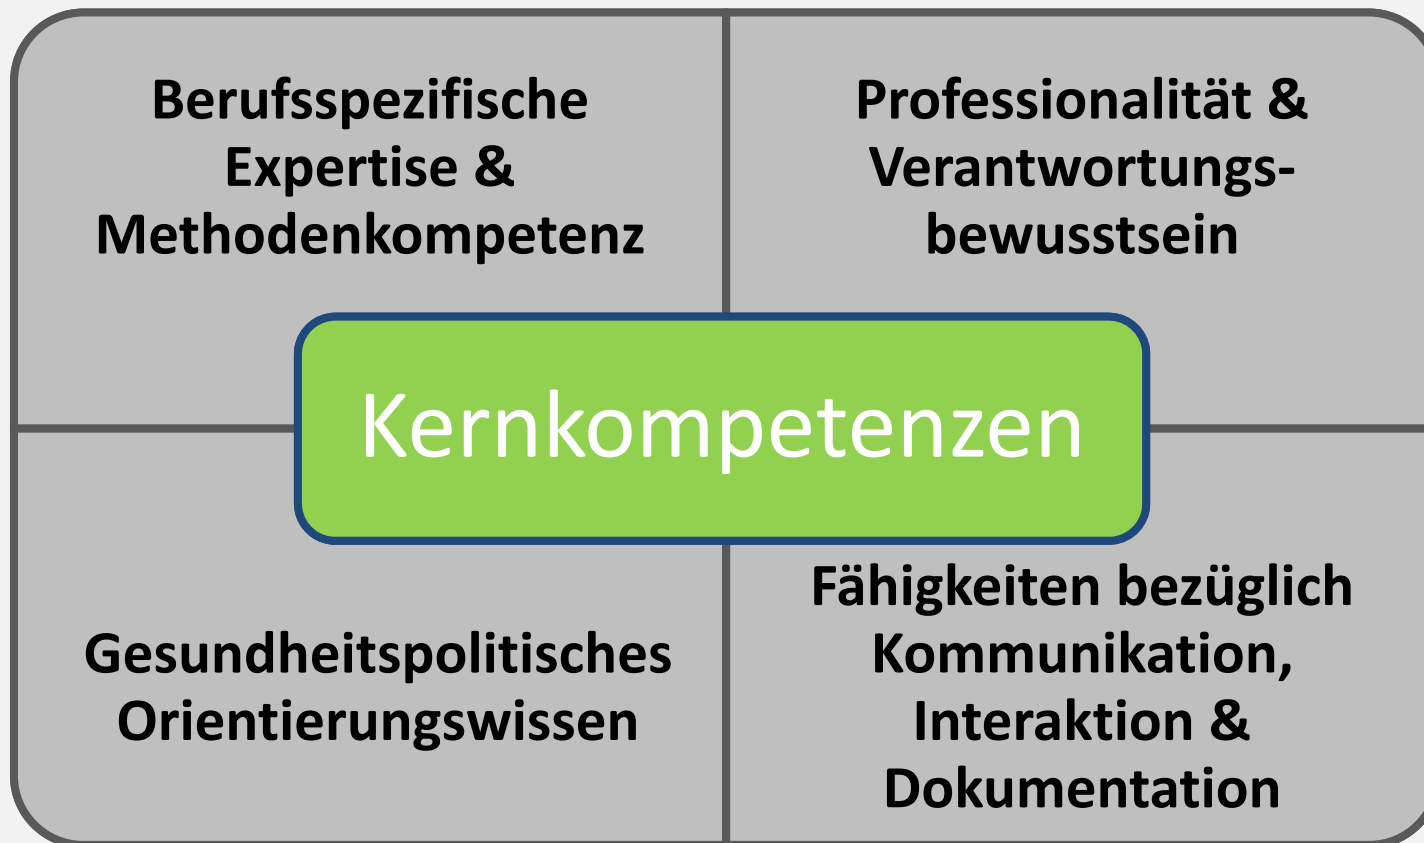 Berufsspezifische
Expertise &
Methodenkompetenz
Professionalität &
Verantwortungs-
bewusstsein
Kernkompetenzen
Gesundheitspolitisches
Orientierungswissen
Fähigkeiten bezüglich
Kommunikation,
Interaktion &
Dokumentation